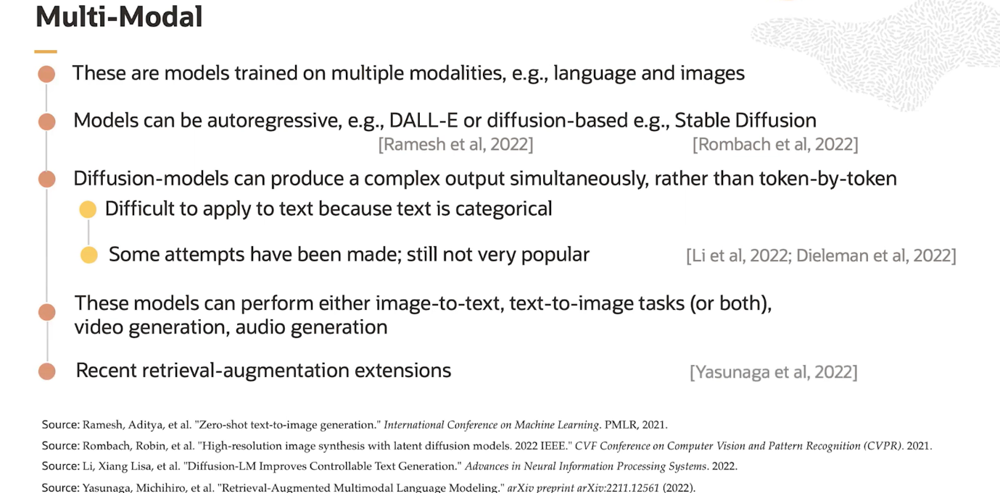 Multi-Modal
These are models trained on multiple modalities, e.g., language and images
Models can be autoregressive, e.g., DALL-E or diffusion-based e.g., Stable Diffusion
[Ramesh et al, 2022] [Rombach et al, 2022]
Diffusion-models can produce a complex output simultaneously, rather than token-by-token
Difficult to apply to text because text is categorical
Some attempts have been made; still not very popular [Li et al, 2022; Dieleman et al, 2022]
These models can perform either image-to-text, text-to-image tasks (or both),
video generation, audio generation
Recent retrieval-augmentation extensions [Yasunaga et al, 2022]
Source: Ramesh, Aditya, et al. "Zero-shot text-to-image generation." International Conference on Machine Learning. PMLR, 2021.
Source: Rombach, Robin, et al. "High-resolution image synthesis with latent diffusion models. 2022 IEEE." CVF Conference on Computer Vision and Pattern Recognition (CVPR). 2021.
Source: Li, Xiang Lisa, et al. "Diffusion-LM Improves Controllable Text Generation." Advances in Neural Information Processing Systems. 2022.
Source: Yasunaga, Michihiro, et al. "Retrieval-Augmented Multimodal Language Modeling." arXiv preprint arXiv:2211.12561 (2022).